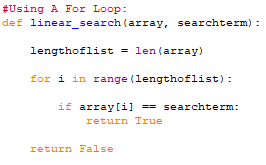 #Using A For Loop:
def linear_search(array, searchterm):
    lengthoflist = len(array)
    for i in range(lengthoflist):
        if array[i] == searchterm:
            return True
    return False